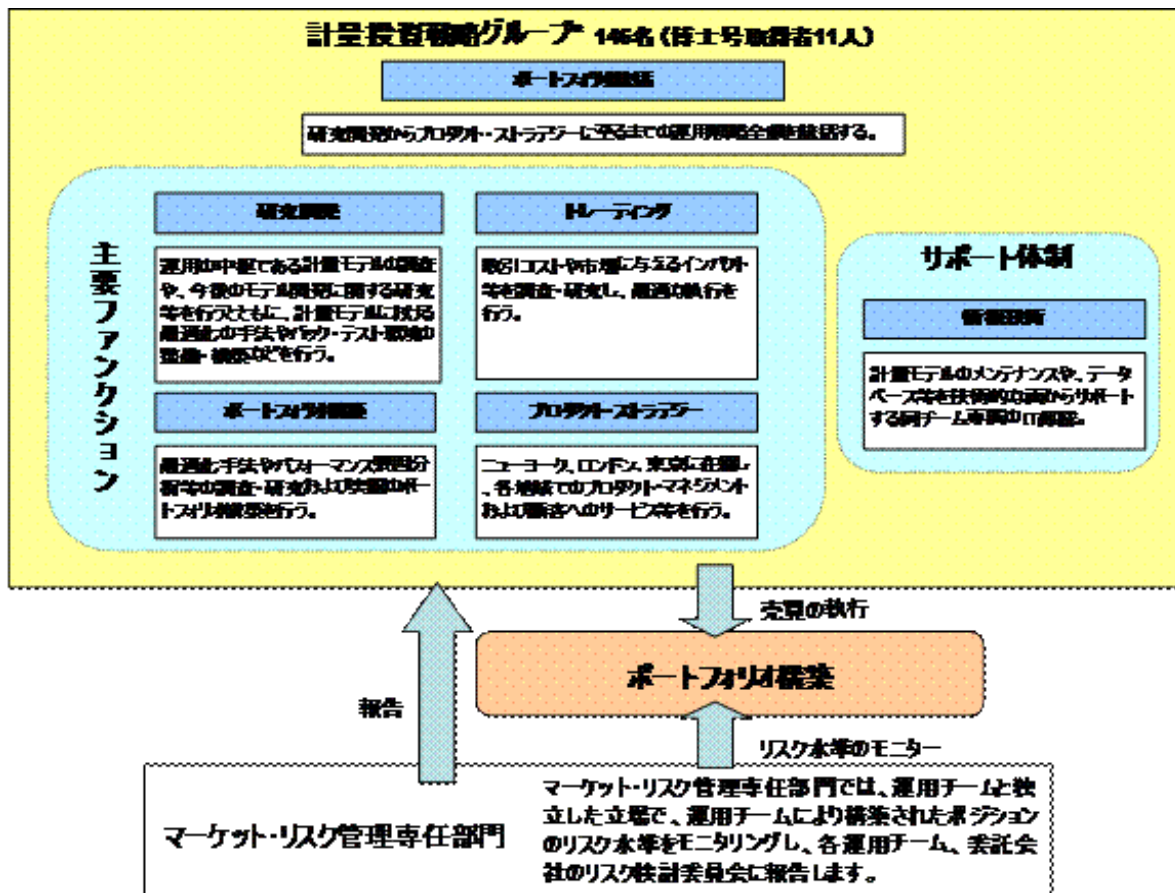 計量投資戦略グループ 146名(博士号取得者11人)
ポートフォリオ統括
研究開発からプロダクト・ストラテジーに至るまでの運用戦略全般を統括する。
主要ファンクション
研究開発
運用の中枢である計量モデルの調査
や、今後のモデル開発に関する研究
等を行うとともに、計量モデルにおける
最適化の手法やバック・テスト環境の
整備・構築などを行う。
トレーディング
取引コストや市場に与えるインパクト
等を調査・研究し、最適な執行を
行う。
ポートフォリオ構築
最適化手法やパフォーマンス要因分
析等の調査・研究および実際のポー
トフォリオ構築を行う。
プロダクト・ストラテジー
ニューヨーク、ロンドン、東京に在籍し
、各地域でのプロダクト・マネジメント
および顧客へのサービス等を行う。
サポート体制
情報技術
計量モデルのメンテナンスや、データ
ベース等を技術的な面からサポート
する同チーム専属のIT部隊。
売買の執行
ポートフォリオ構築
報告
リスク水準のモニター
マーケット・リスク管理専任部門
マーケット・リスク管理専任部門では、運用チームと独
立した立場で、運用チームにより構築されたポジション
のリスク水準をモニタリングし、各運用チーム、委託会
社のリスク検討委員会に報告します。